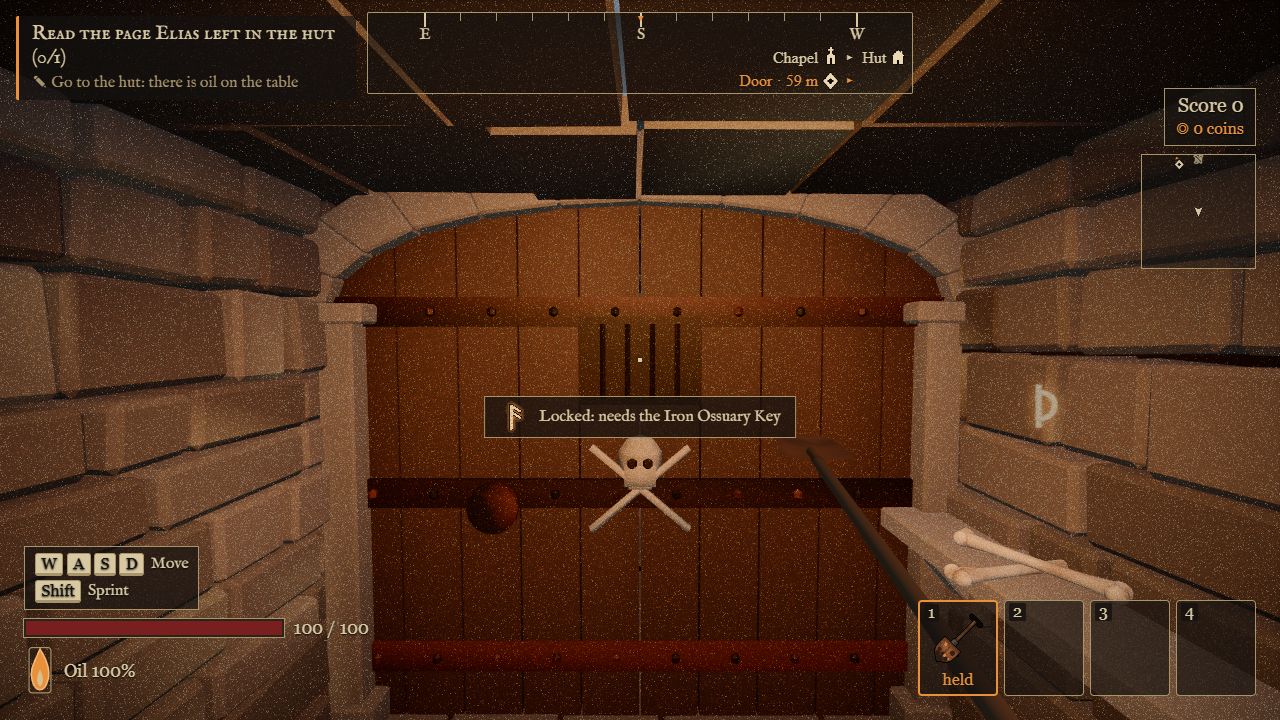 Read the page Elias left in the hut
(0/1)
Go to the hut: there is oil on the table
E S W
Chapel Hut
Door · 59 m
Score 0
0 coins
Locked: needs the Iron Ossuary Key
ᚦ
W A S D Move
Shift Sprint
100 / 100
Oil 100%
1 2 3 4
held